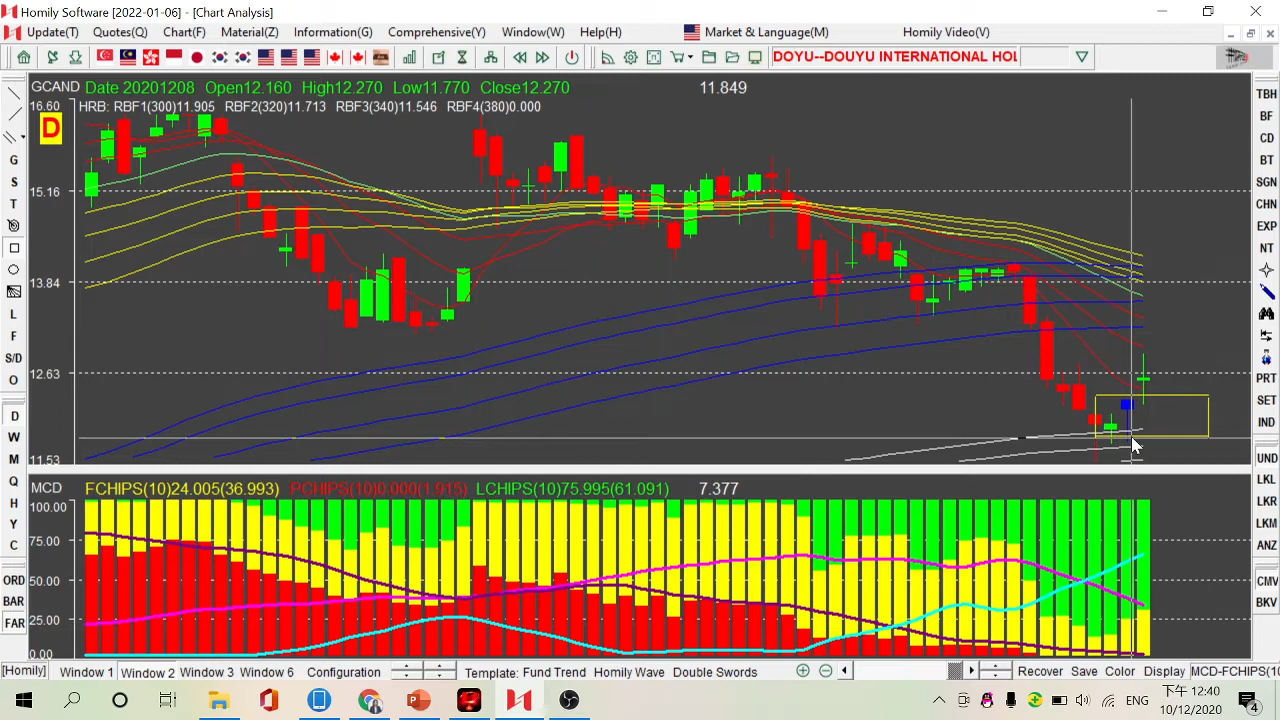 Homily Software [2022-01-06] - [Chart Analysis]
Update(T) Quotes(G) Chart(F) Material(Z) Information(G) Comprehensive(Y) Window(W) Help(H) Market & Language(M) Homily Video(V)
DOYU--DOUYU INTERNATIONAL HOL
GCAND Date 20201208 Open12.160 High12.270 Low11.770 Close12.270 11.849
16.60 HRB: RBF1(300)11.905 RBF2(320)11.713 RBF3(340)11.546 RBF4(380)0.000
D
15.16
13.84
12.63
11.53
MCD FCHIPS(10)24.005(36.993) PCHIPS(10)0.000(1.915) LCHIPS(10)75.995(61.091) 7.377
100.00
75.00
50.00
25.00
0.00
G
S
T
L
F
S/D
O
D
W
M
Q
H
Y
C
ORD
BAR
FAR
TBH
BF
CD
BT
SGN
CHN
EXP
NT
PRT
SET
IND
UND
LKL
LKR
LKM
ANZ
CMV
BKV
[Homily] Window 1 Window 2 Window 3 Window 6 Configuration Template: Fund Trend Homily Wave Double Swords Recover Save Color Display MCD-FCHIPS(10
ENG 下午 12:40
10/12/2020
4